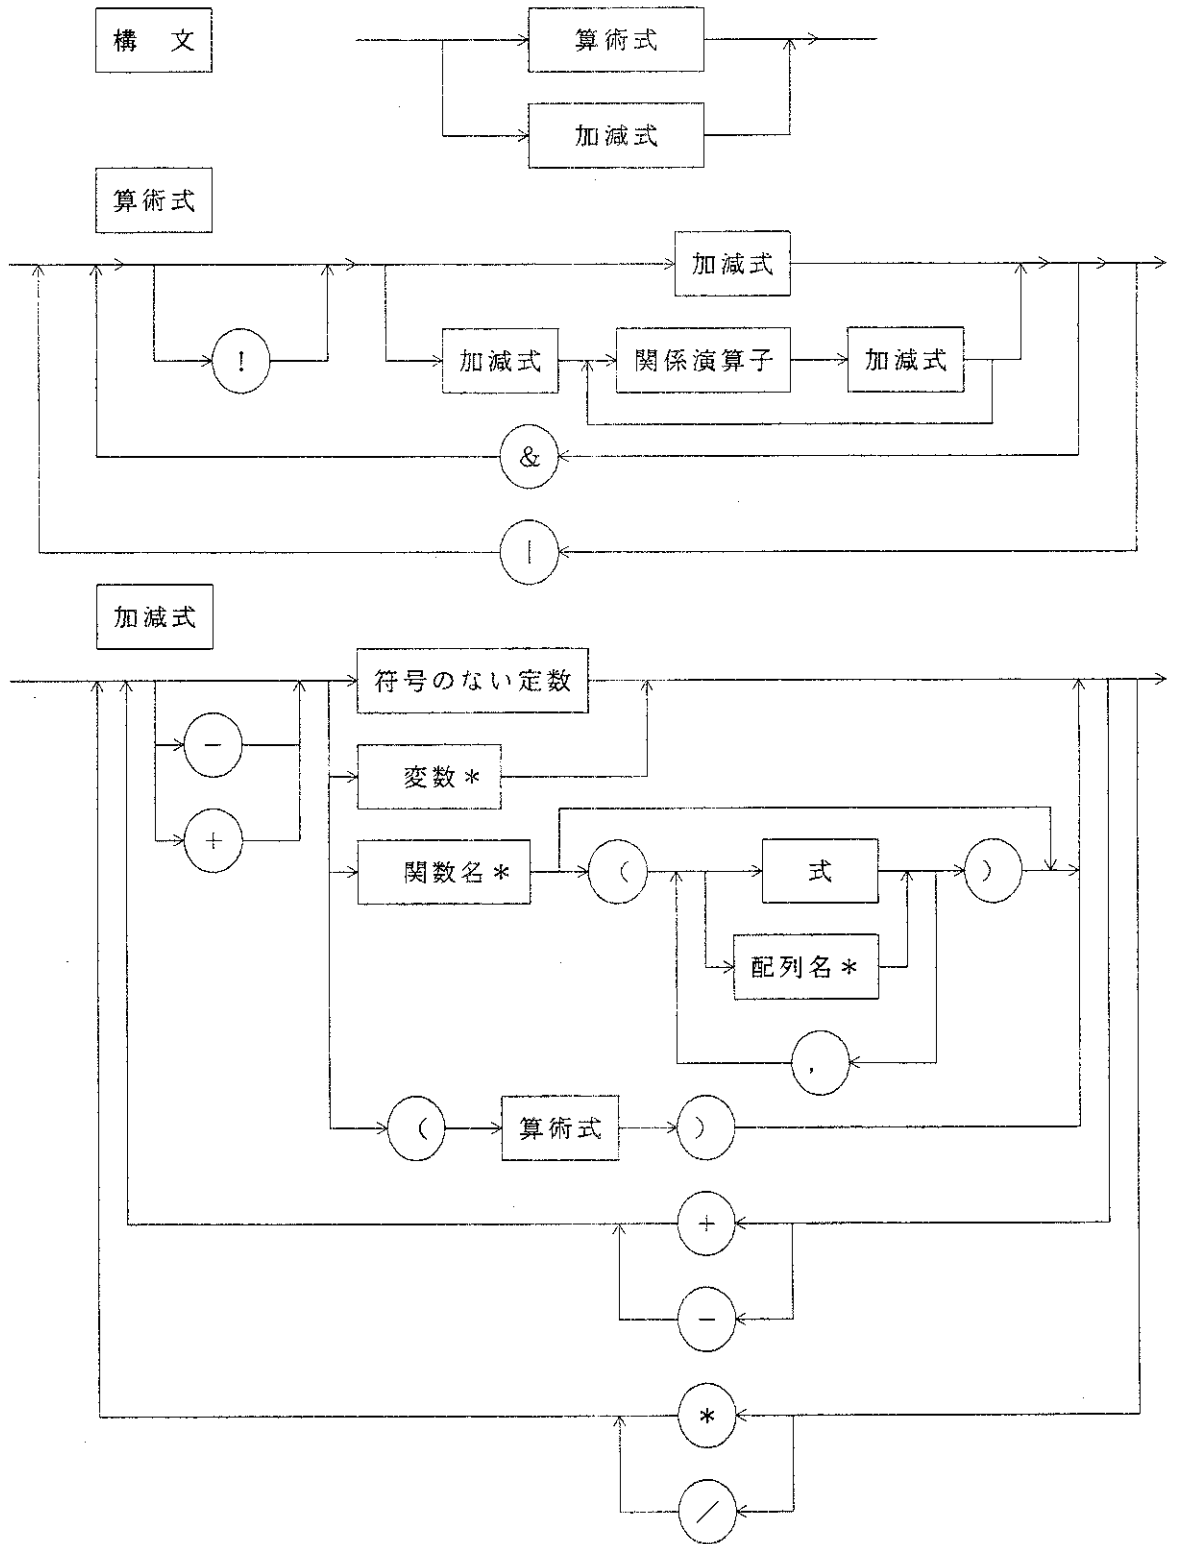 構 文
算術式
加減式
算術式
加減式
!
加減式
関係演算子
加減式
&
|
加減式
符号のない定数
-
変数*
+
関数名*
(
式
)
配列名*
,
(
算術式
)
+
-
*
/